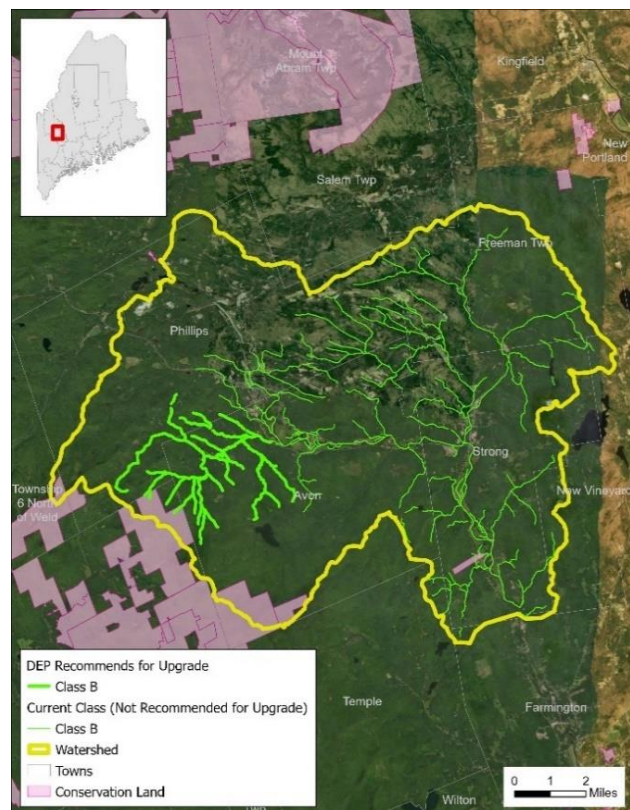 Mount
Abram Twp
Kingfield
New
Portland
Salem Twp
Freeman Twp
Phillips
Strong
Township
6 North
of Weld
Avon
New Vineyard
DEP Recommends for Upgrade
Class B
Current Class (Not Recommended for Upgrade)
Class B
Watershed
Towns
Conservation Land
Temple
Farmington
Wilton
0 1 2
Miles